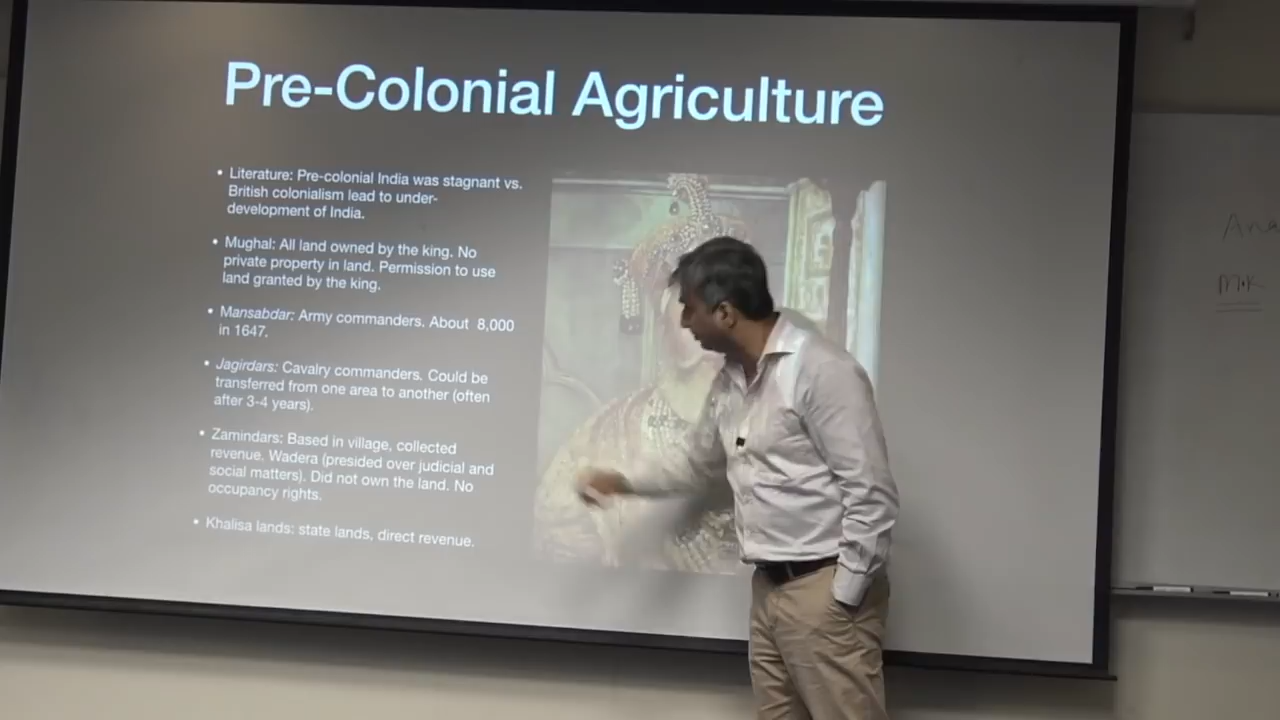 Pre-Colonial Agriculture
• Literature: Pre-colonial India was stagnant vs.
British colonialism lead to under-
development of India.
• Mughal: All land owned by the king. No
private property in land. Permission to use
land granted by the king.
• Mansabdar: Army commanders. About 8,000
in 1647.
• Jagirdars: Cavalry commanders. Could be
transferred from one area to another (often
after 3-4 years).
• Zamindars: Based in village, collected
revenue. Wadera (presided over judicial and
social matters). Did not own the land. No
occupancy rights.
• Khalisa lands: state lands, direct revenue.